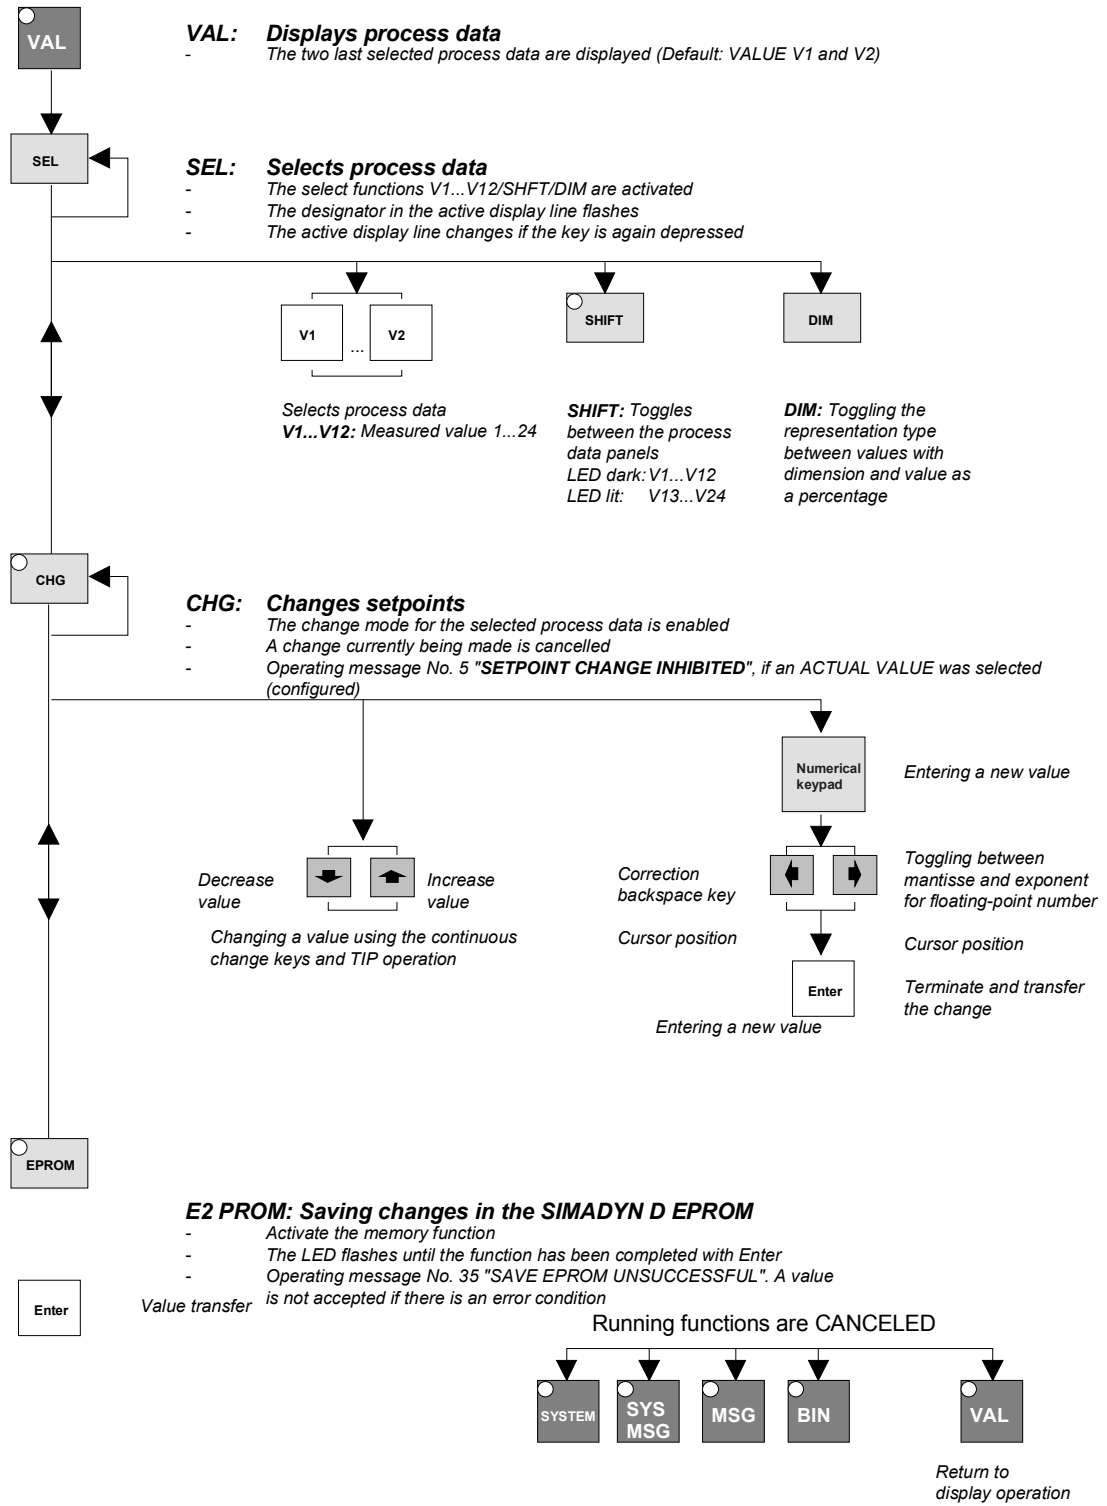 VAL
VAL: Displays process data
- The two last selected process data are displayed (Default: VALUE V1 and V2)
SEL
SEL: Selects process data
- The select functions V1...V12/SHFT/DIM are activated
- The designator in the active display line flashes
- The active display line changes if the key is again depressed
V1 ... V2
SHIFT
DIM
Selects process data
V1...V12: Measured value 1...24
SHIFT: Toggles
between the process
data panels
LED dark: V1...V12
LED lit: V13...V24
DIM: Toggling the
representation type
between values with
dimension and value as
a percentage
CHG
CHG: Changes setpoints
- The change mode for the selected process data is enabled
- A change currently being made is cancelled
- Operating message No. 5 "SETPOINT CHANGE INHIBITED", if an ACTUAL VALUE was selected
(configured)
Numerical
keypad
Entering a new value
Decrease
value
Increase
value
Changing a value using the continuous
change keys and TIP operation
Correction
backspace key
Cursor position
Toggling between
mantisse and exponent
for floating-point number
Cursor position
Enter
Terminate and transfer
the change
Entering a new value
EPROM
E2 PROM: Saving changes in the SIMADYN D EPROM
- Activate the memory function
- The LED flashes until the function has been completed with Enter
- Operating message No. 35 "SAVE EPROM UNSUCCESSFUL". A value
is not accepted if there is an error condition
Enter
Value transfer
Running functions are CANCELED
SYSTEM
SYS
MSG
MSG
BIN
VAL
Return to
display operation